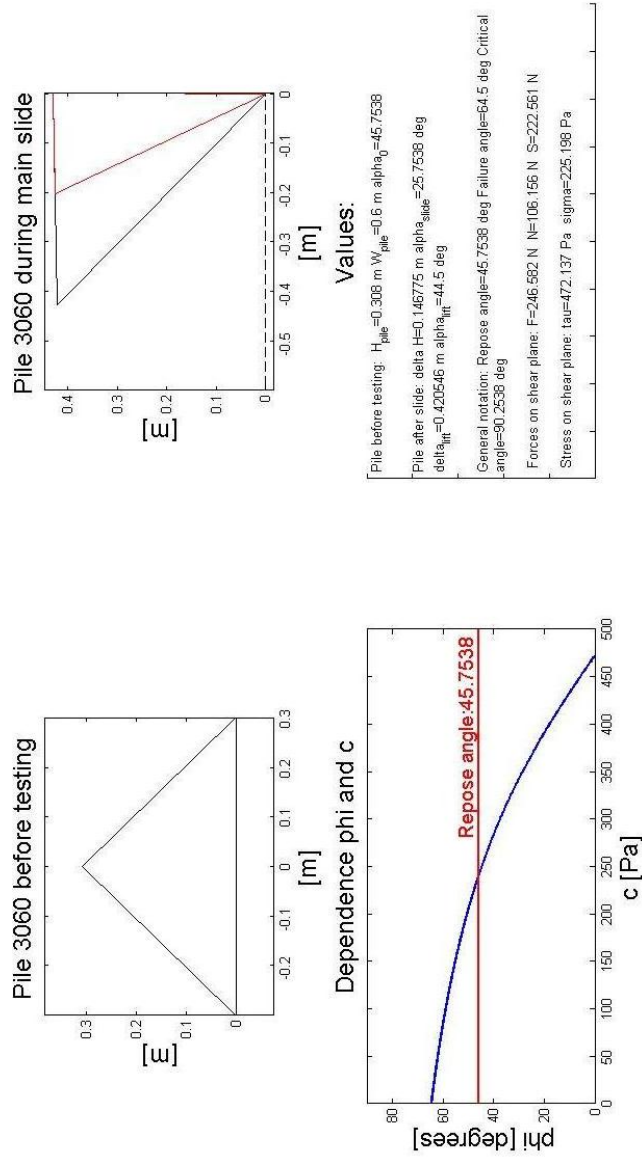 Pile 3060 before testing
[m]
0.3
0.2
0.1
0
-0.2
-0.1
0
0.1
0.2
0.3
[m]
Pile 3060 during main slide
[m]
0.4
0.3
0.2
0.1
0
-0.5
-0.4
-0.3
-0.2
-0.1
0
[m]
Dependence phi and c
phi [degrees]
80
60
40
20
0
Repose angle:45.7538
0
50
100
150
200
250
300
350
400
450
500
c [Pa]
Values:
Pile before testing: H_pile=0.308 m W_pile=0.6 m alpha_0=45.7538
Pile after slide: delta H=0.146775 m alpha_slide=25.7538 deg
delta_lift=0.420546 m alpha_lift=44.5 deg
General notation: Repose angle=45.7538 deg Failure angle=64.5 deg Critical
angle=90.2538 deg
Forces on shear plane: F=246.582 N N=106.156 N S=222.561 N
Stress on shear plane: tau=472.137 Pa sigma=225.198 Pa